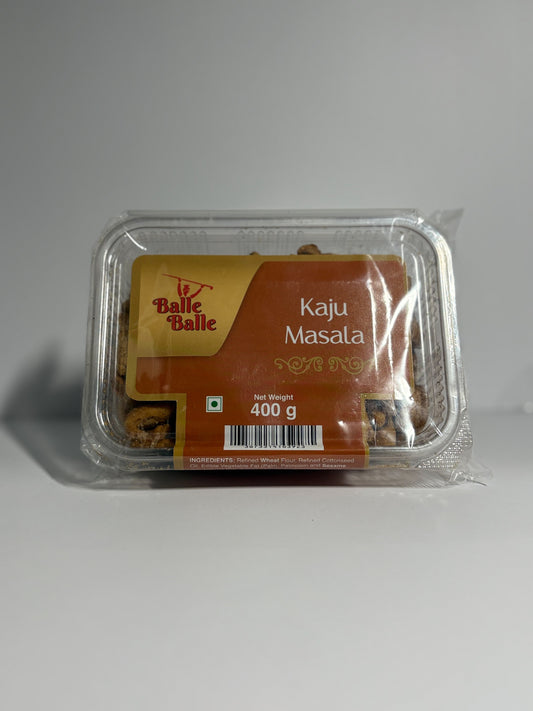 Balle
Balle
Kaju
Masala
Net Weight
400 g
INGREDIENTS: Refined Wheat Flour, Refined Cottonseed
Oil, Edible Vegetable Fat (Palm, Palmolein and Sesame